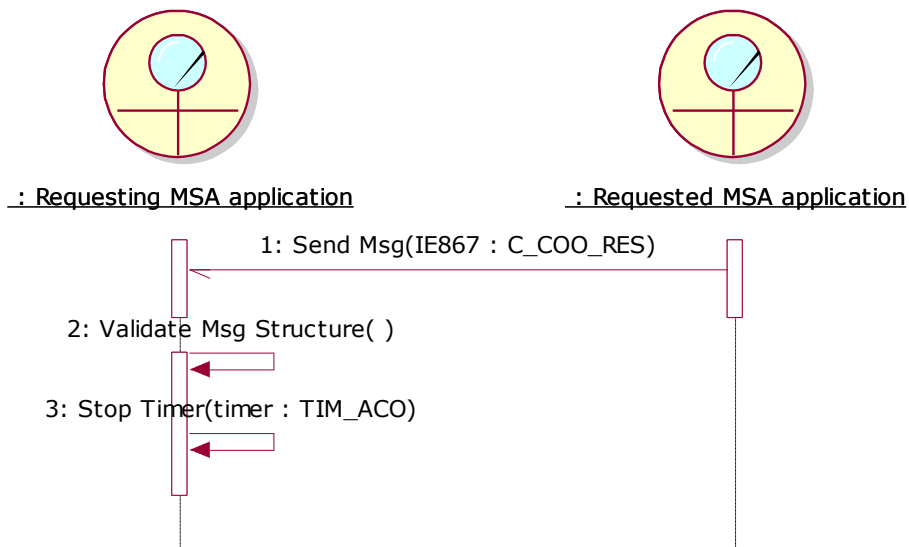 : Requesting MSA application
: Requested MSA application
1: Send Msg(IE867 : C_COO_RES)
2: Validate Msg Structure( )
3: Stop Timer(timer : TIM_ACO)